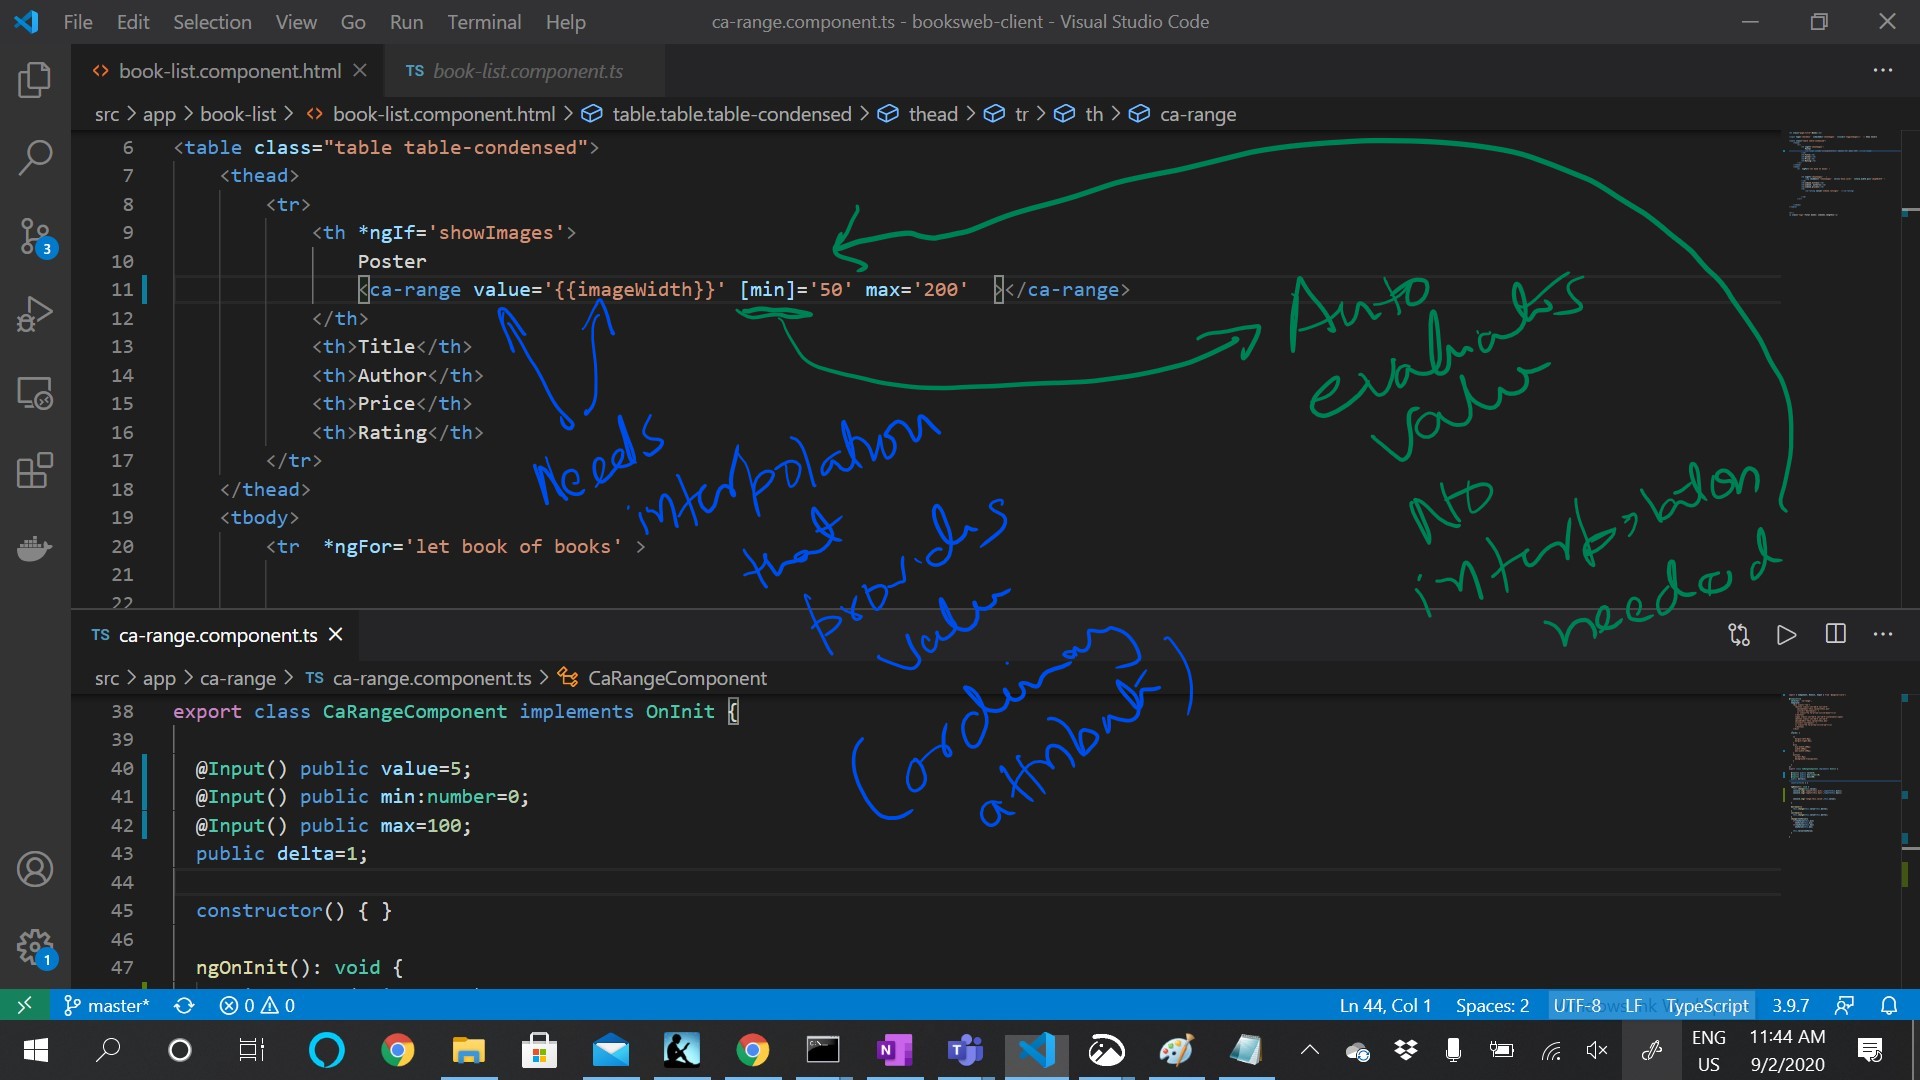 File Edit Selection View Go Run Terminal Help ca-range.component.ts - booksweb-client - Visual Studio Code
book-list.component.html TS book-list.component.ts ...
src > app > book-list > <> book-list.component.html > table.table.table-condensed > thead > tr > th > ca-range
6 <table class="table table-condensed">
7 <thead>
8 <tr>
9 <th *ngIf='showImages'>
10 Poster
11 <ca-range value='{{imageWidth}}' [min]='50' max='200' ></ca-range>
12 </th>
13 <th>Title</th>
14 <th>Author</th>
15 <th>Price</th>
16 <th>Rating</th>
17 </tr>
18 </thead>
19 <tbody>
20 <tr *ngFor='let book of books' >
21
22
Needs
interpolation
that
provides
value
(ordinary
attribute)
Auto
evaluates
value
No
interpolation
needed
TS ca-range.component.ts
src > app > ca-range > TS ca-range.component.ts > CaRangeComponent
38 export class CaRangeComponent implements OnInit {
39
40 @Input() public value=5;
41 @Input() public min:number=0;
42 @Input() public max=100;
43 public delta=1;
44
45 constructor() { }
46
47 ngOnInit(): void {
3
1
master* 0 0 Ln 44, Col 1 Spaces: 2 UTF-8 LF TypeScript 3.9.7
ENG 11:44 AM
US 9/2/2020